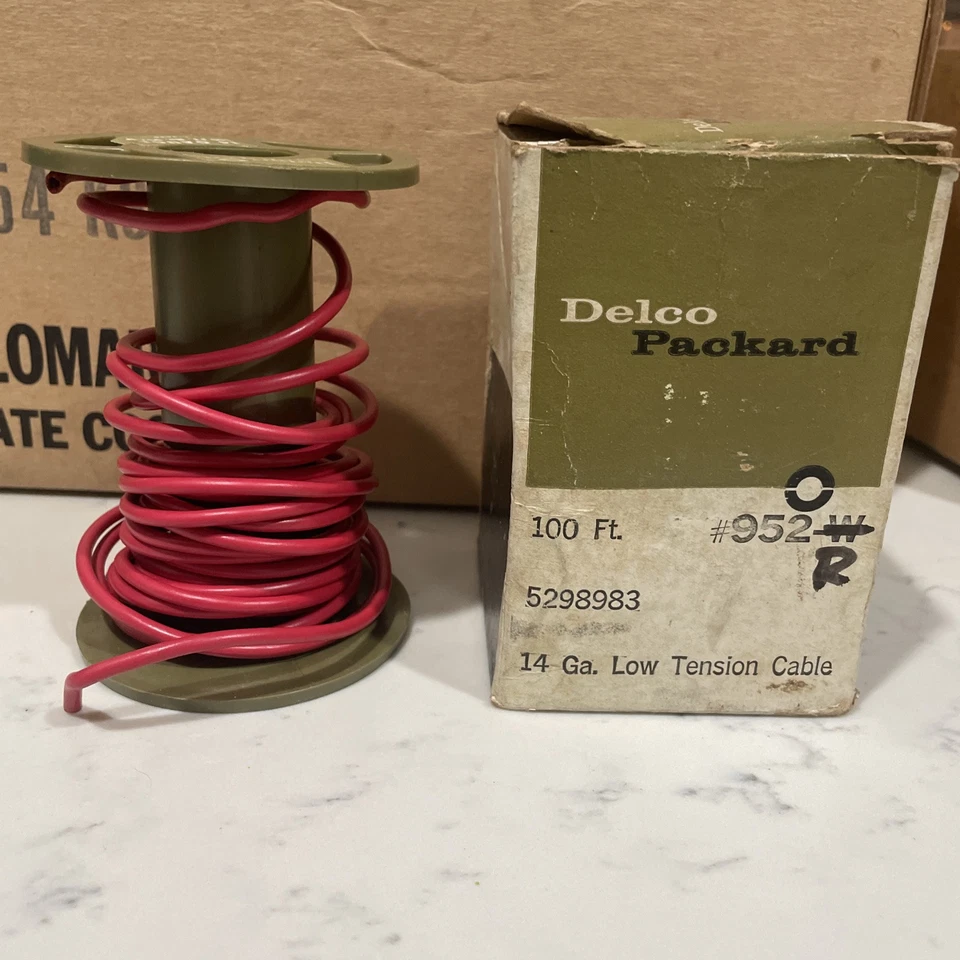 54
LOMA
ATE CO
Delco
Packard
100 Ft.
#952 W
R
5298983
14 Ga. Low Tension Cable